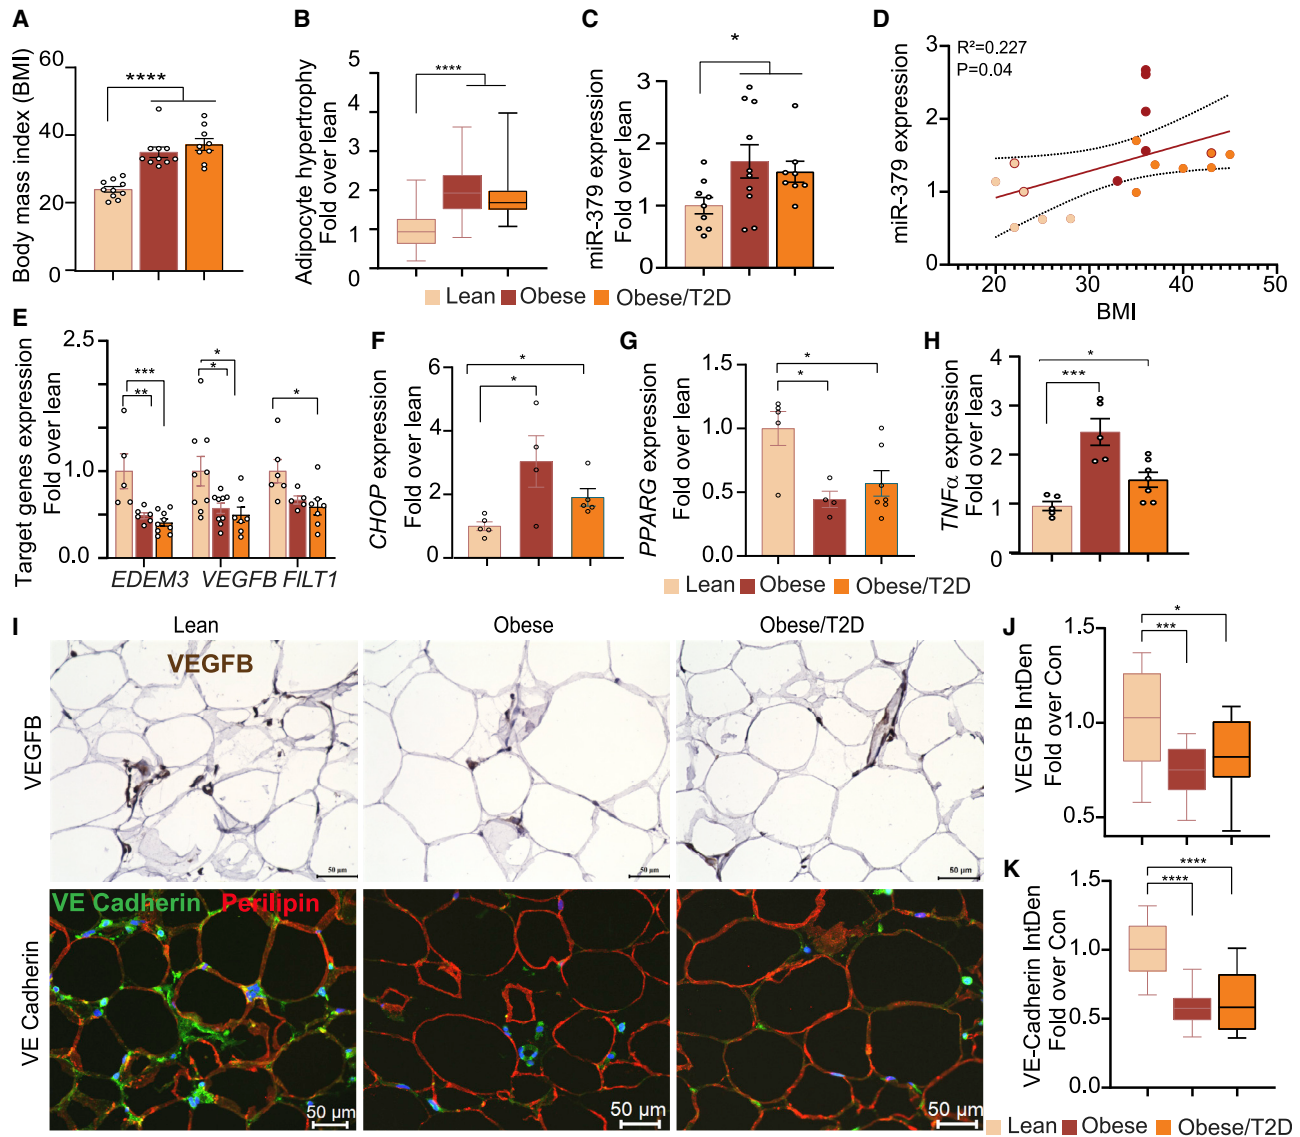 A
Body mass index (BMI)
60
40
20
0
****
B
Adipocyte hypertrophy
Fold over lean
5
4
3
2
1
0
****
C
miR-379 expression
Fold over lean
3
2
1
0
*
D
miR-379 expression
3
2
1
0
R²=0.227
P=0.04
20 30 40 50
BMI
Lean Obese Obese/T2D
E
Target genes expression
Fold over lean
2.5
1.0
0.0
***
**
*
*
*
EDEM3 VEGFB FILT1
F
CHOP expression
Fold over lean
6
4
2
0
*
*
G
PPARG expression
Fold over lean
1.5
1.0
0.5
0.0
*
*
H
TNFα expression
Fold over lean
4
3
2
1
0
*
***
Lean Obese Obese/T2D
I
Lean Obese Obese/T2D
VEGFB
VEGFB
50 µm 50 µm 50 µm
VE Cadherin
VE Cadherin Perilipin
50 µm 50 µm 50 µm
J
VEGFB IntDen
Fold over Con
1.5
1.0
0.5
*
***
K
VE-Cadherin IntDen
Fold over Con
1.5
1.0
0.5
0.0
****
****
Lean Obese Obese/T2D